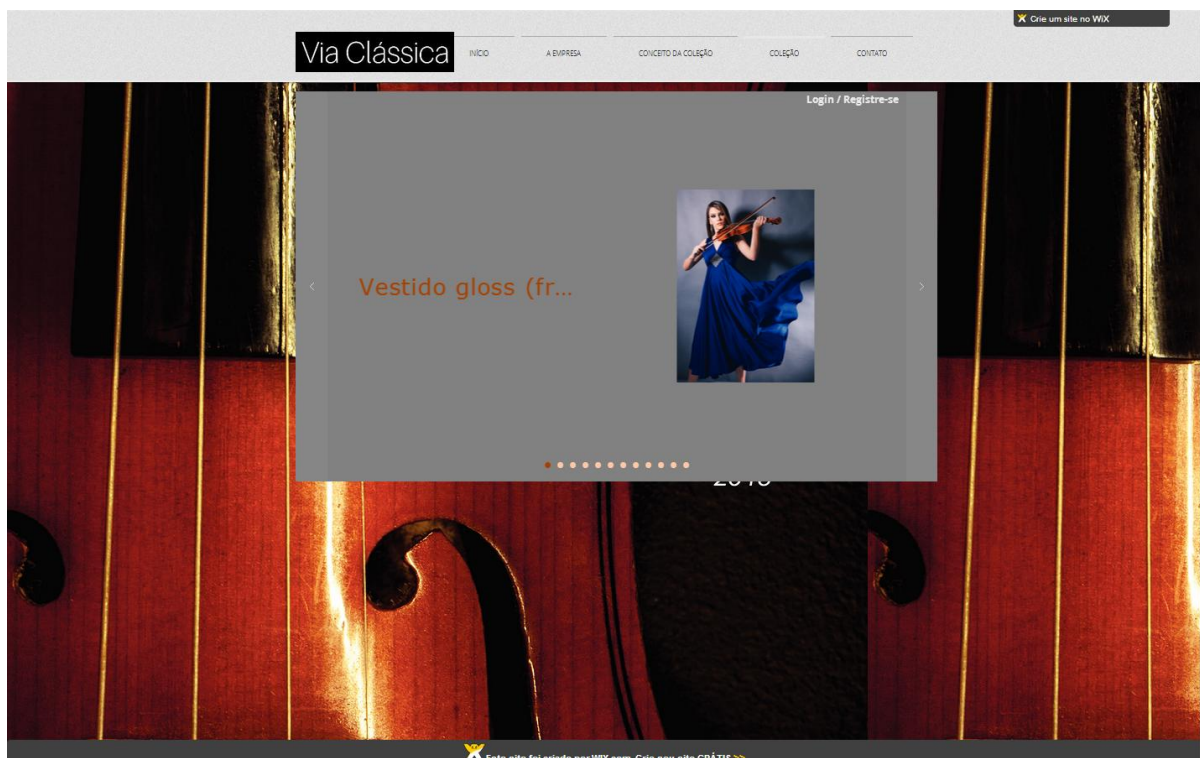 Crie um site no WiX
Via Clássica
INÍCIO
A EMPRESA
CONCEITO DA COLEÇÃO
COLEÇÃO
CONTATO
Login / Registre-se
Vestido gloss (fr...
Este site foi criado por WIX.com. Crie seu site GRÁTIS >>